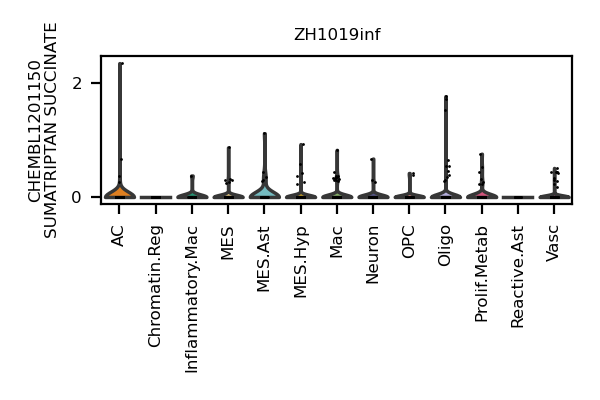 ZH1019inf
CHEMBL1201150
SUMATRIPTAN SUCCINATE
2
0
AC
Chromatin.Reg
Inflammatory.Mac
MES
MES.Ast
MES.Hyp
Mac
Neuron
OPC
Oligo
Prolif.Metab
Reactive.Ast
Vasc